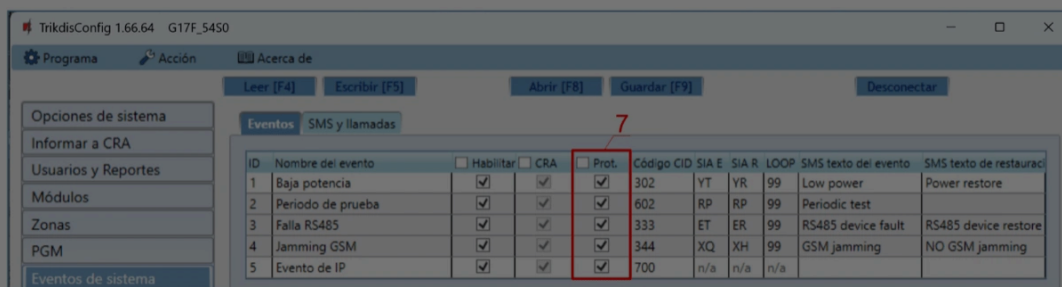 TrikdisConfig 1.66.64 G17F_54S0
Programa Acción Acerca de
Leer [F4] Escribir [F5] Abrir [F8] Guardar [F9] Desconectar
Opciones de sistema
Informar a CRA
Usuarios y Reportes
Módulos
Zonas
PGM
Eventos de sistema
Eventos SMS y llamadas
7
ID Nombre del evento Habilitar CRA Prot. Código CID SIA E SIA R LOOP SMS texto del evento SMS texto de restauraci
1 Baja potencia 302 YT YR 99 Low power Power restore
2 Periodo de prueba 602 RP RP 99 Periodic test
3 Falla RS485 333 ET ER 99 RS485 device fault RS485 device restore
4 Jamming GSM 344 XQ XH 99 GSM jamming NO GSM jamming
5 Evento de IP 700 n/a n/a n/a